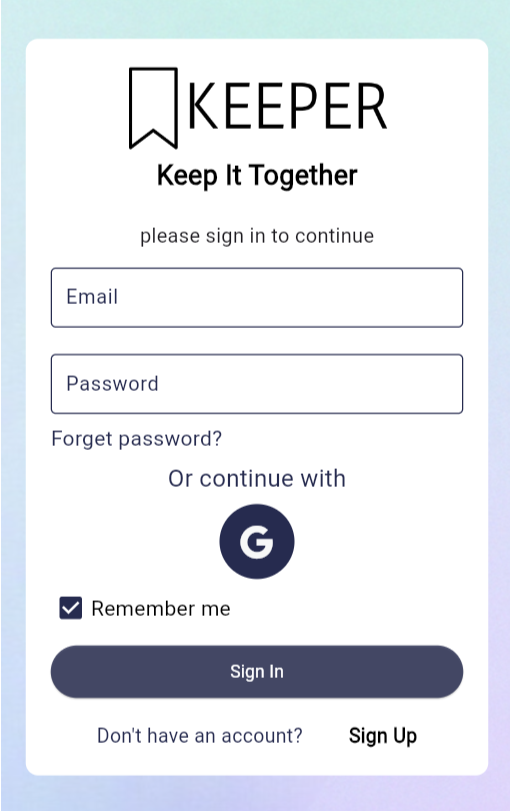 KEEPER
Keep It Together
please sign in to continue
Email
Password
Forget password?
Or continue with
G
Remember me
Sign In
Don't have an account? Sign Up